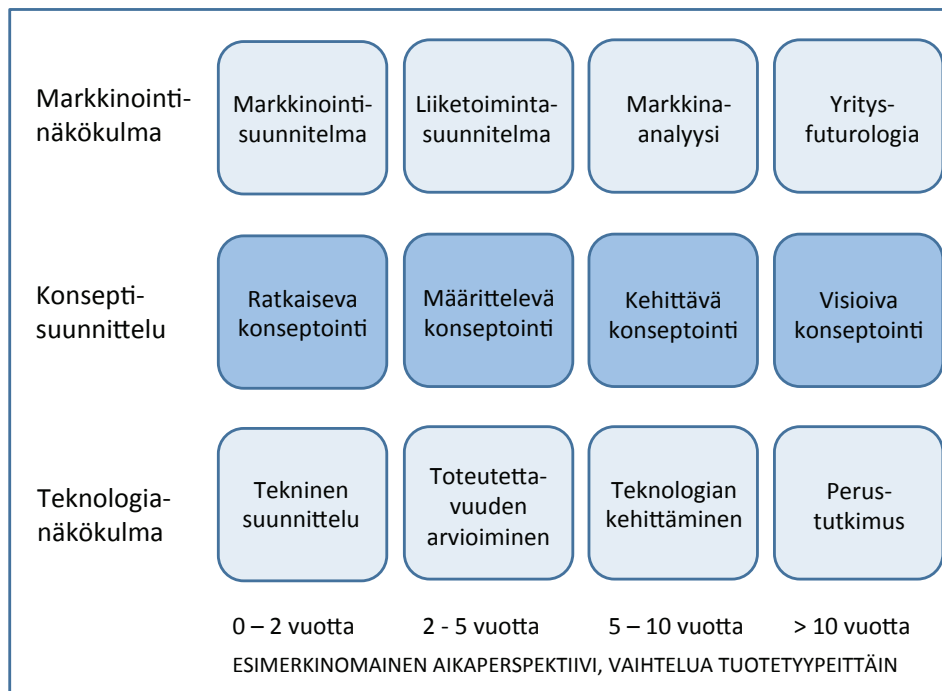 Markkinointi-
näkökulma
Markkinointi-
suunnitelma
Liiketoiminta-
suunnitelma
Markkina-
analyysi
Yritys-
futurologia
Konsepti-
suunnittelu
Ratkaiseva
konseptointi
Määrittelevä
konseptointi
Kehittävä
konseptointi
Visioiva
konseptointi
Teknologia-
näkökulma
Tekninen
suunnittelu
Toteutetta-
vuuden
arvioiminen
Teknologian
kehittäminen
Perus-
tutkimus
0 – 2 vuotta
2 - 5 vuotta
5 – 10 vuotta
> 10 vuotta
ESIMERKINOMAINEN AIKAPERSPEKTIIVI, VAIHTELUA TUOTETYYPEITTÄIN